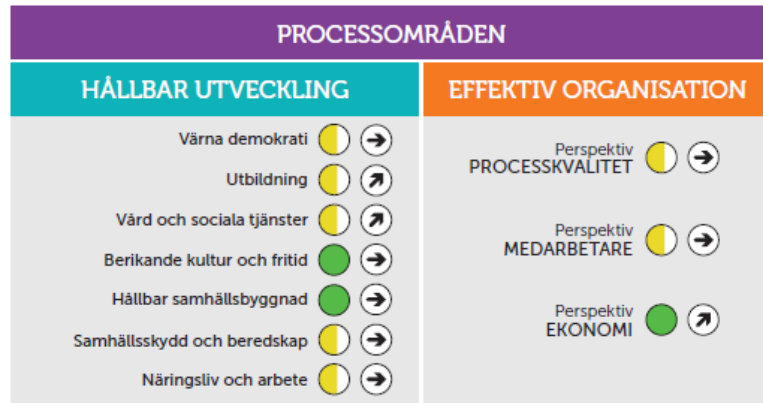 PROCESSOMRÅDEN
HÅLLBAR UTVECKLING
Värna demokrati
Utbildning
Vård och sociala tjänster
Berikande kultur och fritid
Hållbar samhällsbyggnad
Samhällsskydd och beredskap
Näringsliv och arbete
EFFEKTIV ORGANISATION
Perspektiv
PROCESSKVALITET
Perspektiv
MEDARBETARE
Perspektiv
EKONOMI